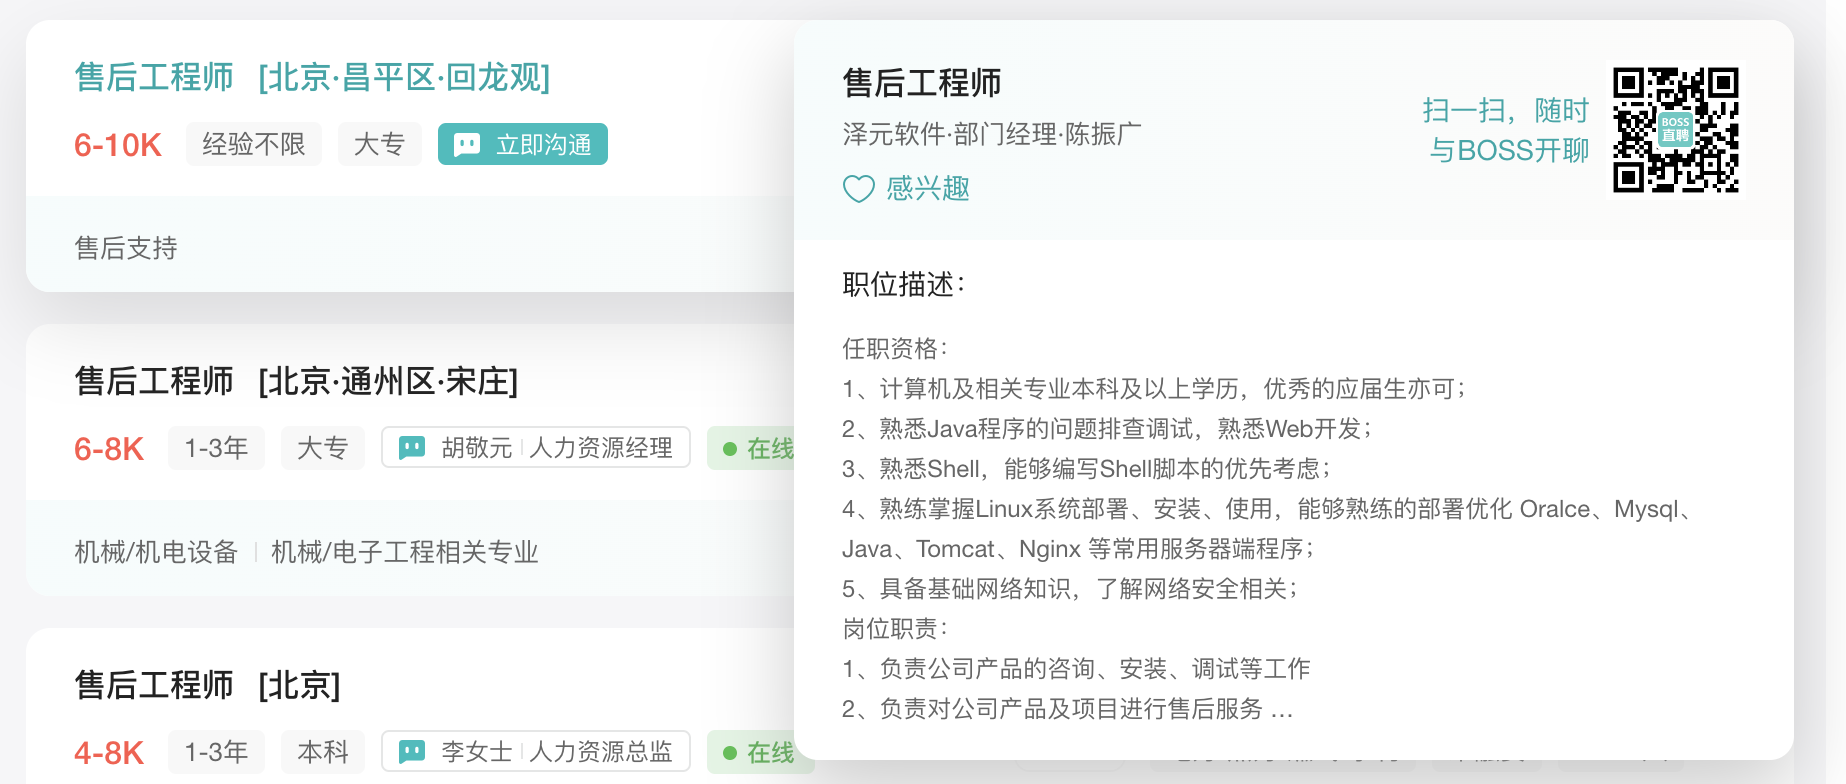 售后工程师 [北京·昌平区·回龙观]
6-10K 经验不限 大专 立即沟通
售后支持
售后工程师 [北京·通州区·宋庄]
6-8K 1-3年 大专 胡敬元 人力资源经理 在线
机械/机电设备 机械/电子工程相关专业
售后工程师 [北京]
4-8K 1-3年 本科 李女士 人力资源总监 在线
售后工程师
泽元软件·部门经理·陈振广
感兴趣
扫一扫，随时
与BOSS开聊
BOSS
直聘
职位描述：
任职资格：
1、计算机及相关专业本科及以上学历，优秀的应届生亦可；
2、熟悉Java程序的问题排查调试，熟悉Web开发；
3、熟悉Shell，能够编写Shell脚本的优先考虑；
4、熟练掌握Linux系统部署、安装、使用，能够熟练的部署优化 Oralce、Mysql、
Java、Tomcat、Nginx 等常用服务器端程序；
5、具备基础网络知识，了解网络安全相关；
岗位职责：
1、负责公司产品的咨询、安装、调试等工作
2、负责对公司产品及项目进行售后服务 ...